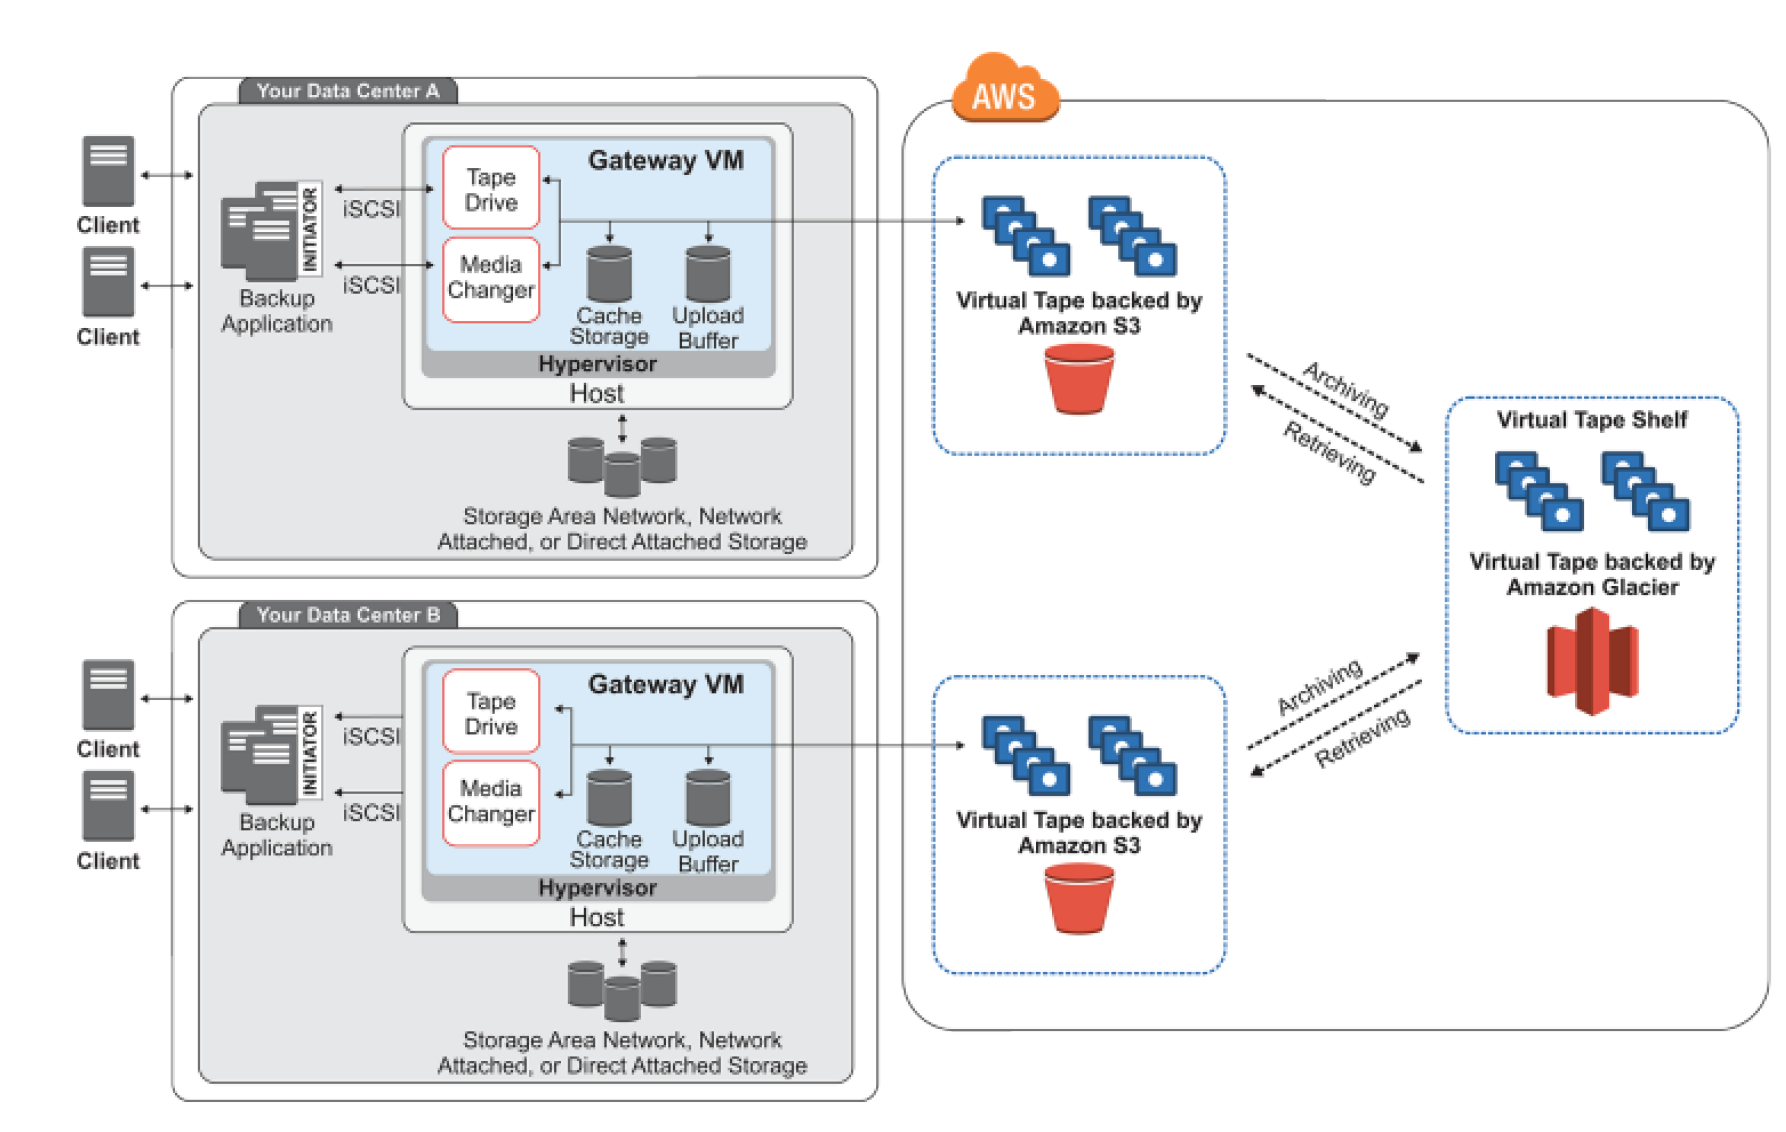 Your Data Center A
Client
Client
INITIATOR
Backup
Application
iSCSI
iSCSI
Gateway VM
Tape
Drive
Media
Changer
Cache
Storage
Upload
Buffer
Hypervisor
Host
Storage Area Network, Network
Attached, or Direct Attached Storage
Your Data Center B
Client
Client
INITIATOR
Backup
Application
iSCSI
iSCSI
Gateway VM
Tape
Drive
Media
Changer
Cache
Storage
Upload
Buffer
Hypervisor
Host
Storage Area Network, Network
Attached, or Direct Attached Storage
AWS
Virtual Tape backed by
Amazon S3
Archiving
Retrieving
Virtual Tape Shelf
Virtual Tape backed by
Amazon Glacier
Archiving
Retrieving
Virtual Tape backed by
Amazon S3